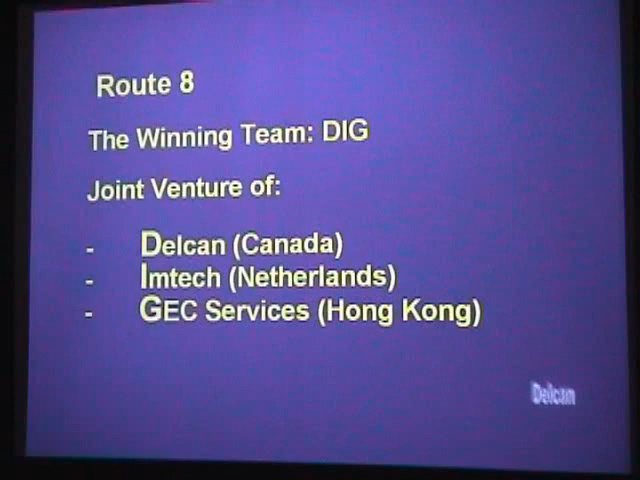 Route 8
The Winning Team: DIG
Joint Venture of:
- Delcan (Canada)
- Imtech (Netherlands)
- GEC Services (Hong Kong)
Delcan